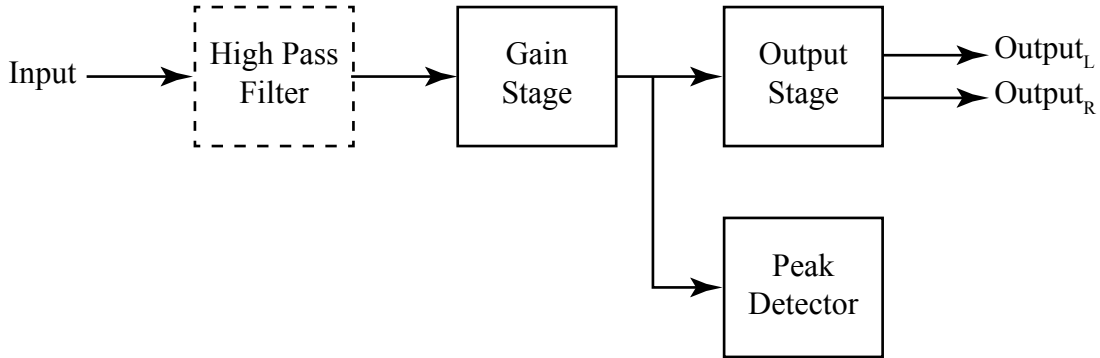 Input
High Pass
Filter
Gain
Stage
Output
Stage
Output_L
Output_R
Peak
Detector